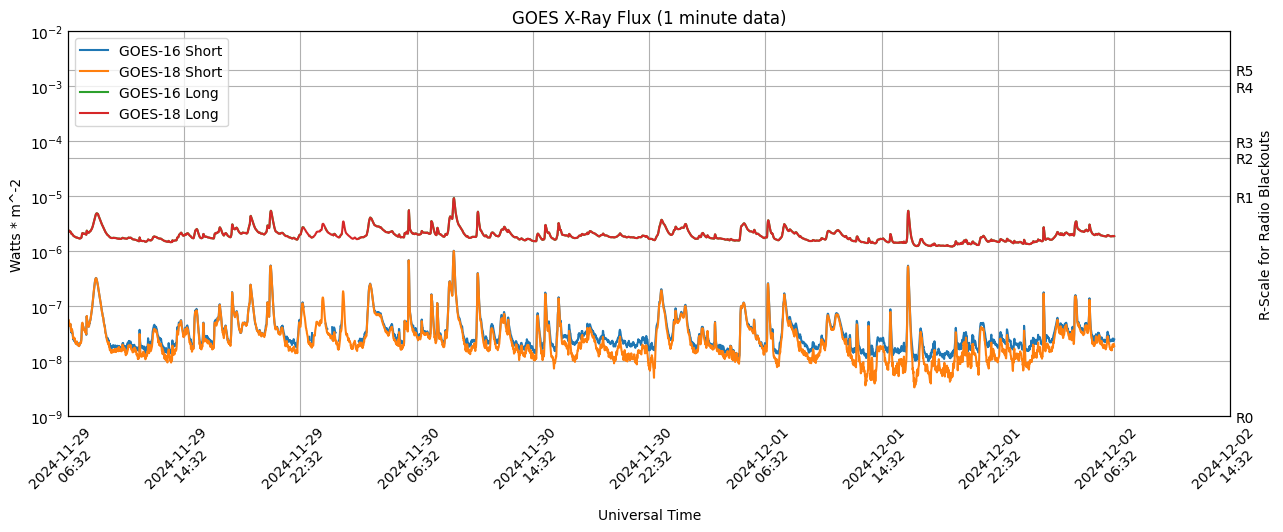 GOES X-Ray Flux (1 minute data)
GOES-16 Short
GOES-18 Short
GOES-16 Long
GOES-18 Long
Watts * m^-2
10^-2
10^-3
10^-4
10^-5
10^-6
10^-7
10^-8
10^-9
R5
R4
R3
R2
R1
R0
R-Scale for Radio Blackouts
2024-11-29
06:32
2024-11-29
14:32
2024-11-29
22:32
2024-11-30
06:32
2024-11-30
14:32
2024-11-30
22:32
2024-12-01
06:32
2024-12-01
14:32
2024-12-01
22:32
2024-12-02
06:32
2024-12-02
14:32
Universal Time